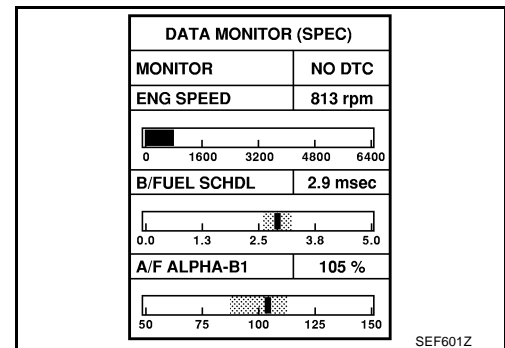 DATA MONITOR (SPEC)
MONITOR NO DTC
ENG SPEED 813 rpm
0 1600 3200 4800 6400
B/FUEL SCHDL 2.9 msec
0.0 1.3 2.5 3.8 5.0
A/F ALPHA-B1 105 %
50 75 100 125 150
SEF601Z